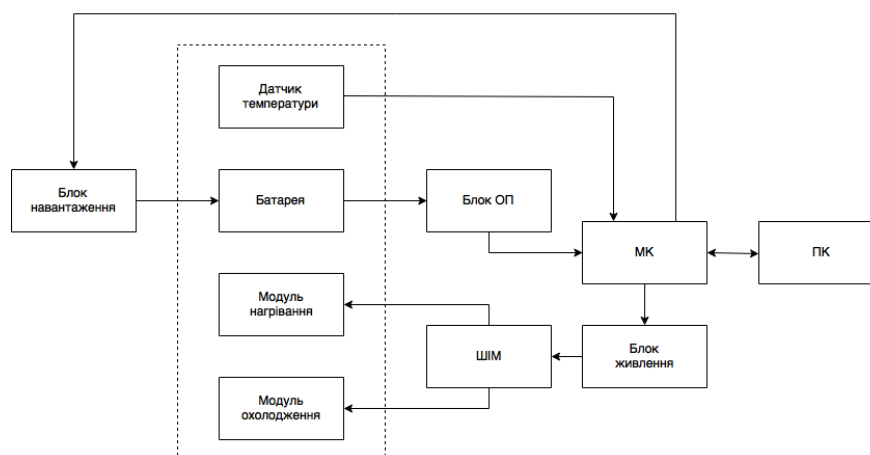 Датчик
температури
Блок
навантаження
Батарея
Блок ОП
МК
ПК
Модуль
нагрівання
ШІМ
Блок
живлення
Модуль
охолодження